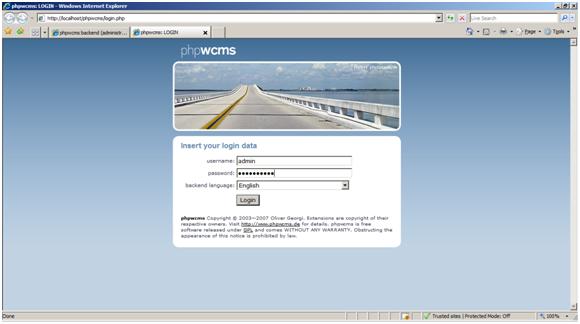 phpwcms: LOGIN - Windows Internet Explorer
http://localhost/phpwcms/login.php
Live Search
phpwcms backend (administr...
phpwcms: LOGIN
Page
Tools
phpwcms
Insert your login data
username: admin
password: ●●●●●●●●●●
backend language: English
Login
phpwcms Copyright © 2003—2007 Oliver Georgi. Extensions are copyright of their
respective owners. Visit http://www.phpwcms.de for details. phpwcms is free
software released under GPL and comes WITHOUT ANY WARRANTY. Obstructing the
appearance of this notice is prohibited by law.
Done
Trusted sites | Protected Mode: Off
100%